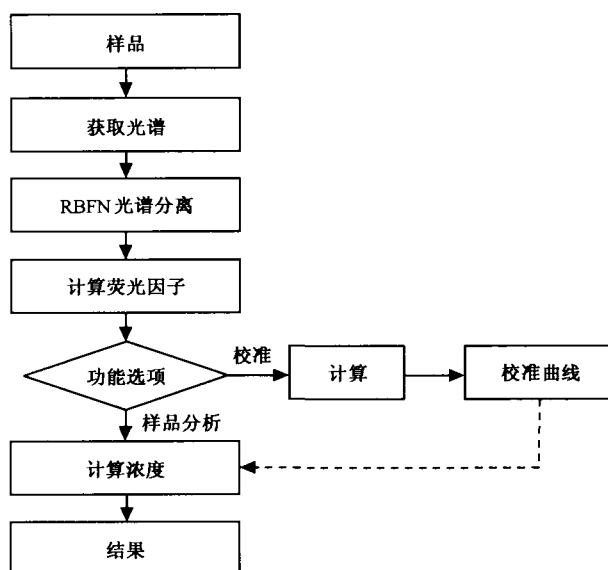 样品
获取光谱
RBFN光谱分离
计算荧光因子
功能选项
校准
计算
校准曲线
样品分析
计算浓度
结果